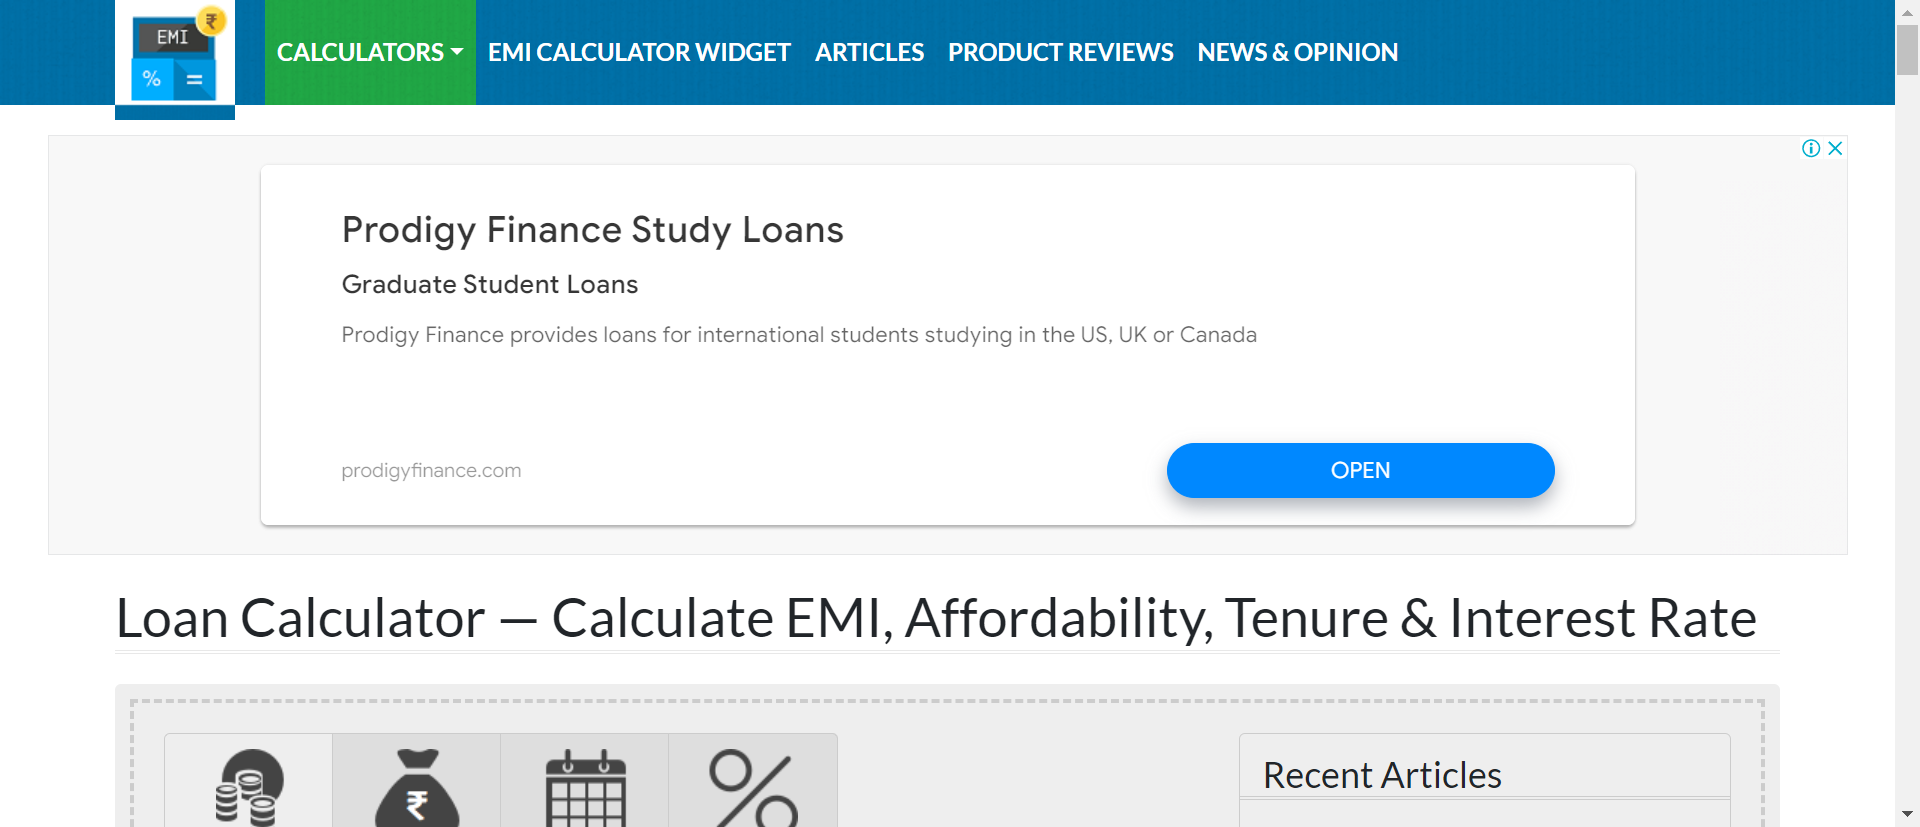 EMI
₹
%
=
CALCULATORS
EMI CALCULATOR WIDGET
ARTICLES
PRODUCT REVIEWS
NEWS & OPINION
Prodigy Finance Study Loans
Graduate Student Loans
Prodigy Finance provides loans for international students studying in the US, UK or Canada
prodigyfinance.com
OPEN
Loan Calculator — Calculate EMI, Affordability, Tenure & Interest Rate
₹
Recent Articles